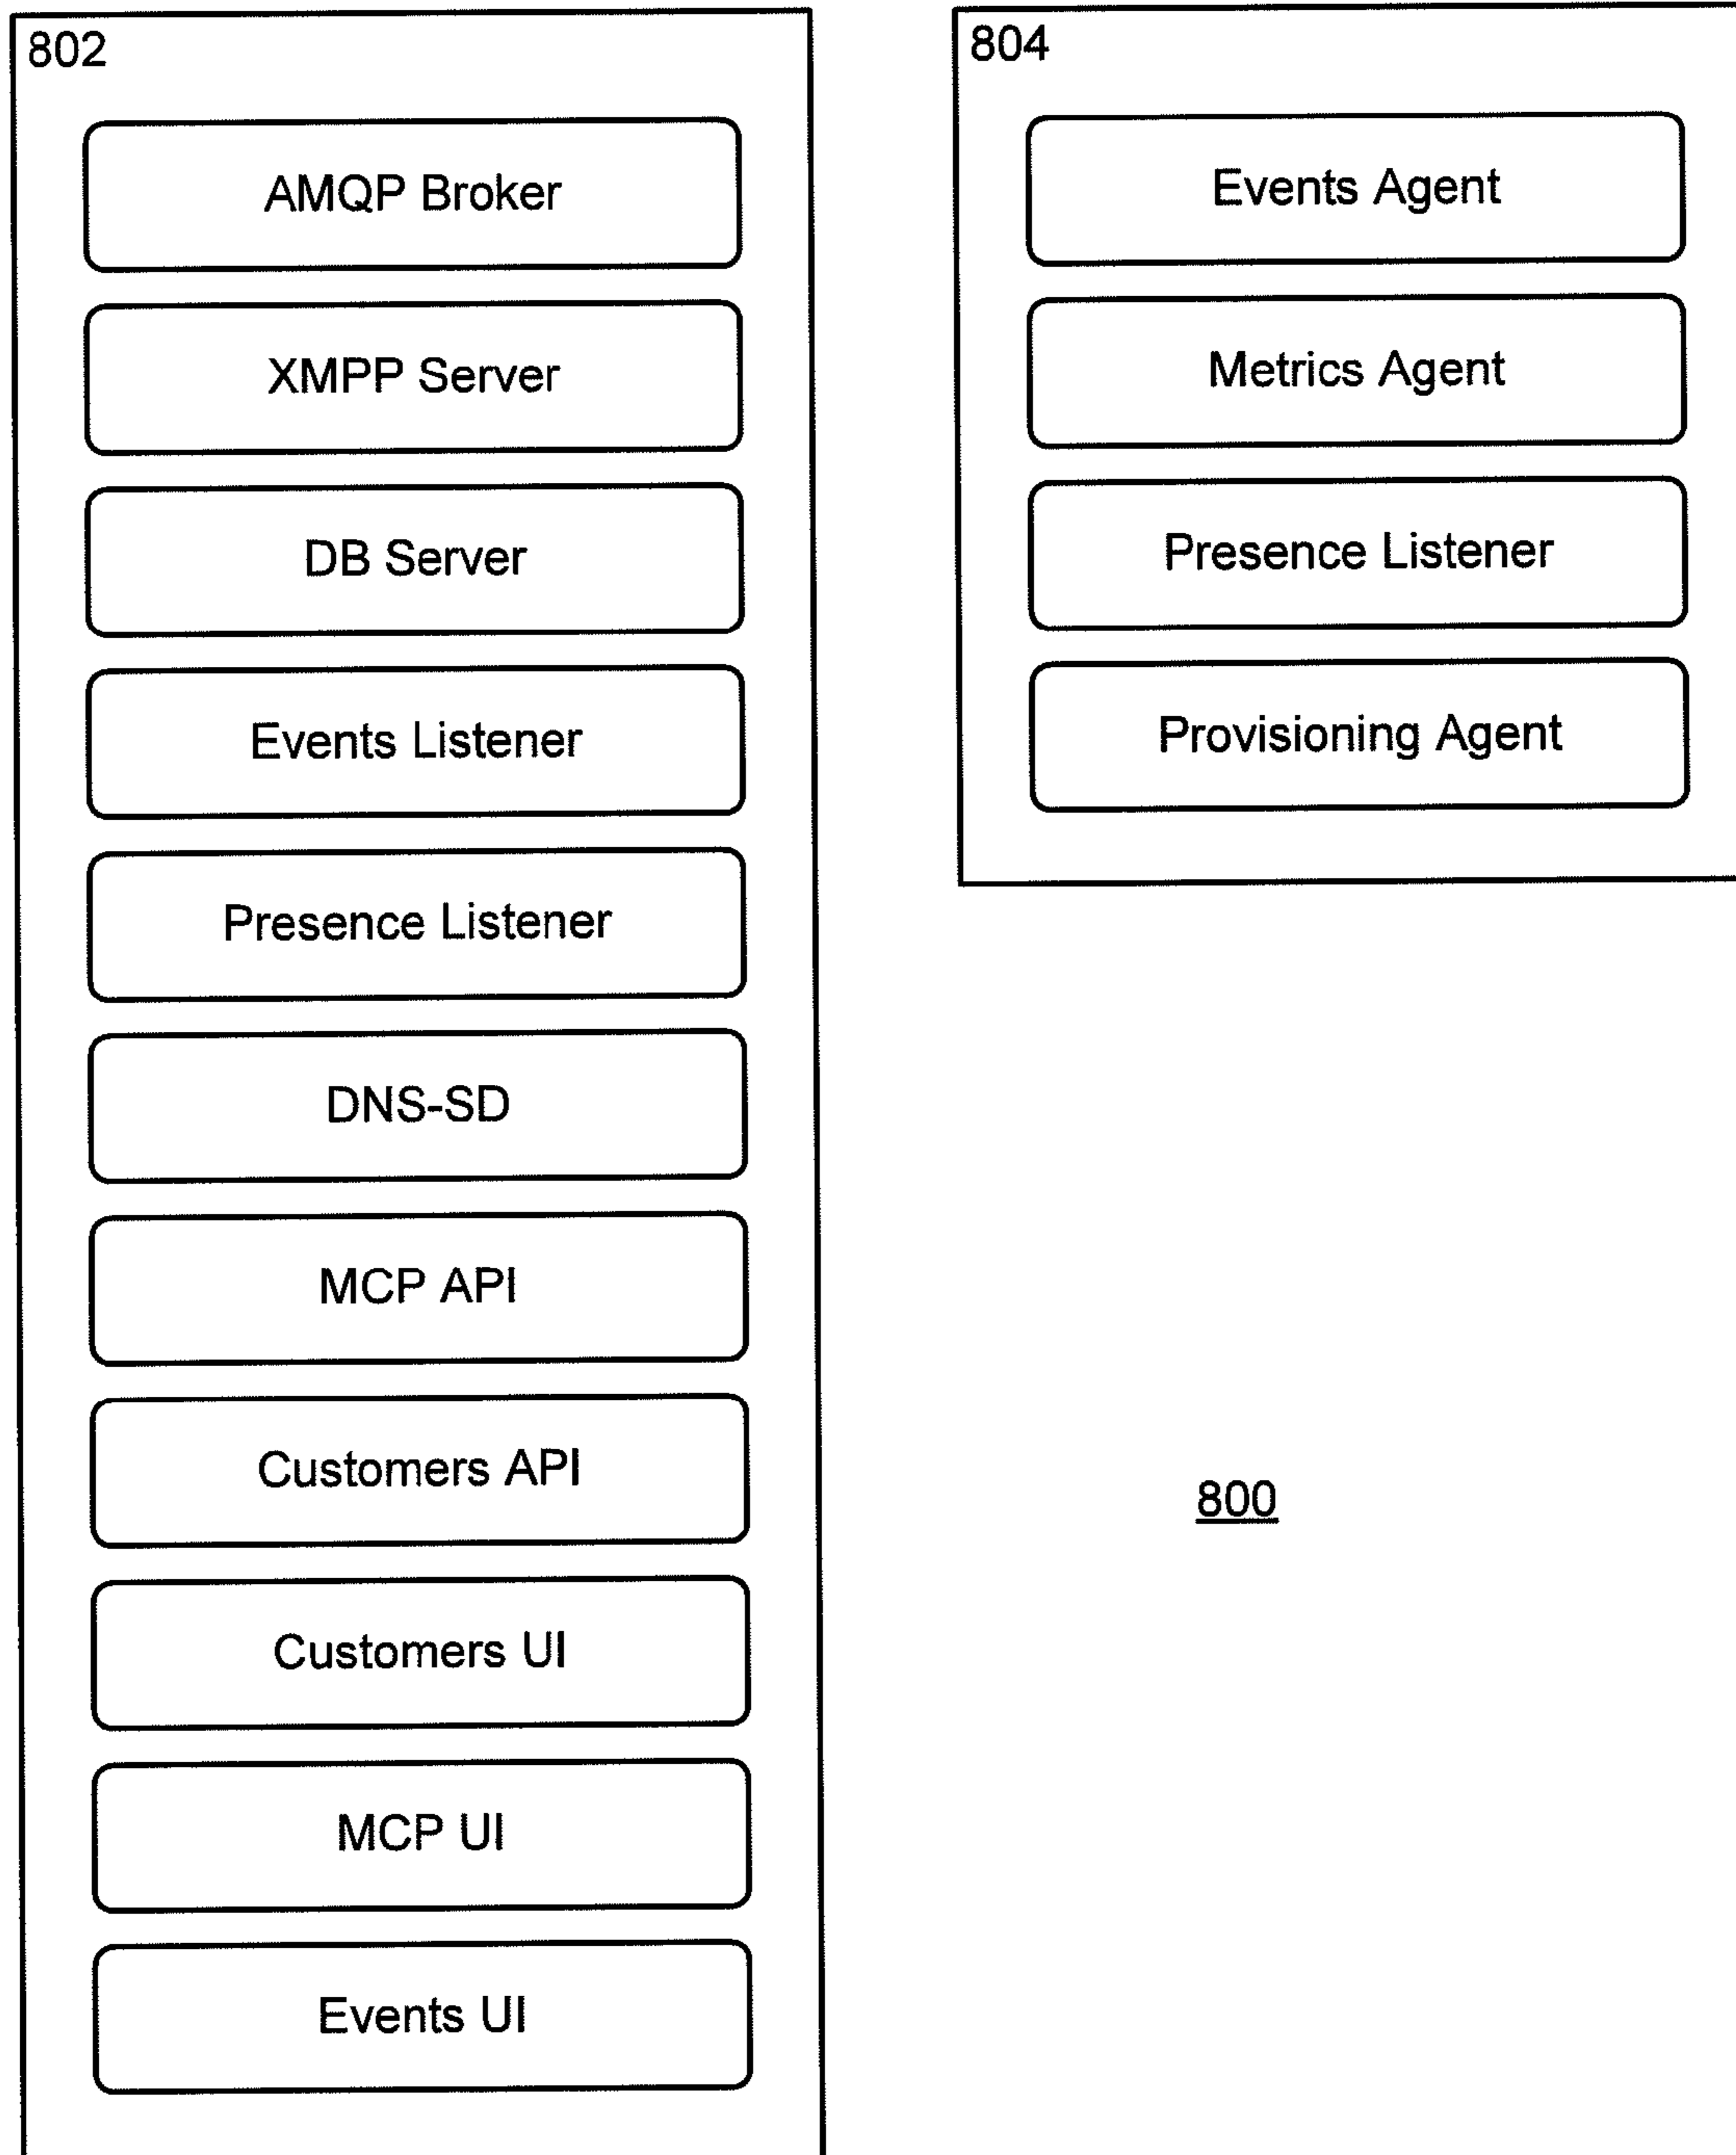 802
AMQP Broker
XMPP Server
DB Server
Events Listener
Presence Listener
DNS-SD
MCP API
Customers API
Customers UI
MCP UI
Events UI
804
Events Agent
Metrics Agent
Presence Listener
Provisioning Agent
800